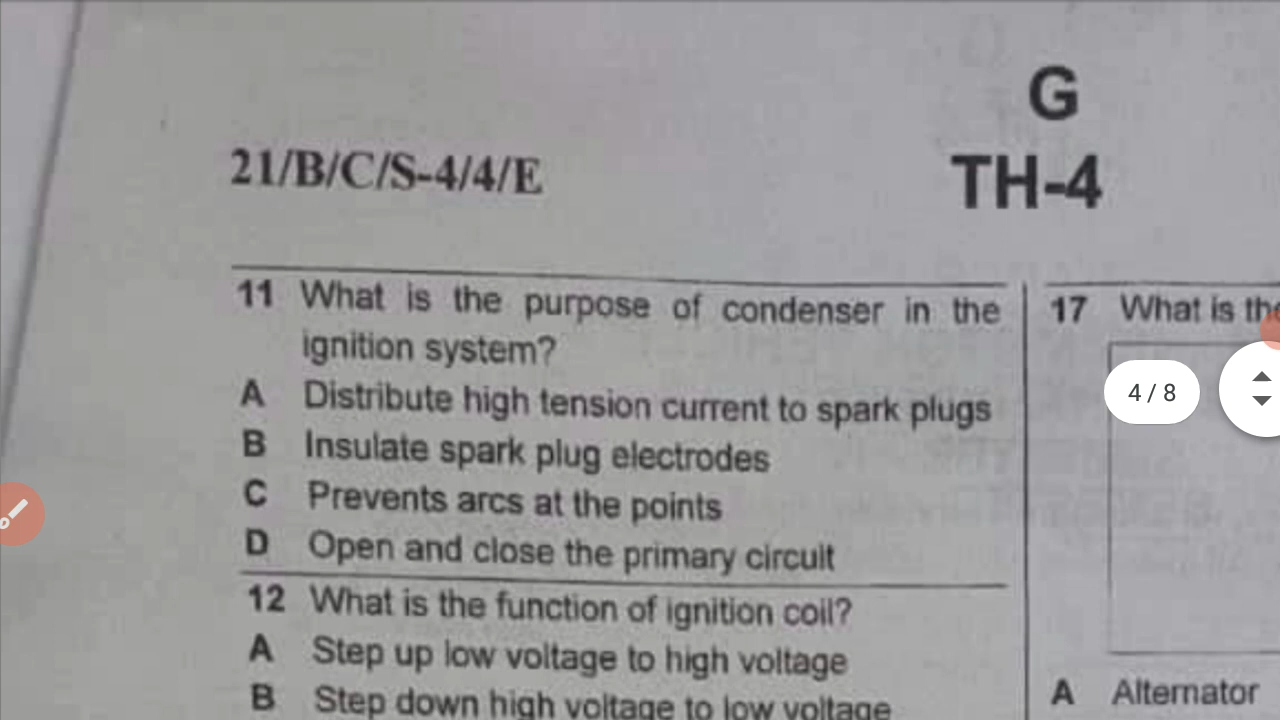 G
21/B/C/S-4/4/E
TH-4
11 What is the purpose of condenser in the
ignition system?
A Distribute high tension current to spark plugs
B Insulate spark plug electrodes
C Prevents arcs at the points
D Open and close the primary circuit
12 What is the function of ignition coil?
A Step up low voltage to high voltage
B Step down high voltage to low voltage
17 What is the
4 / 8
A Alternator